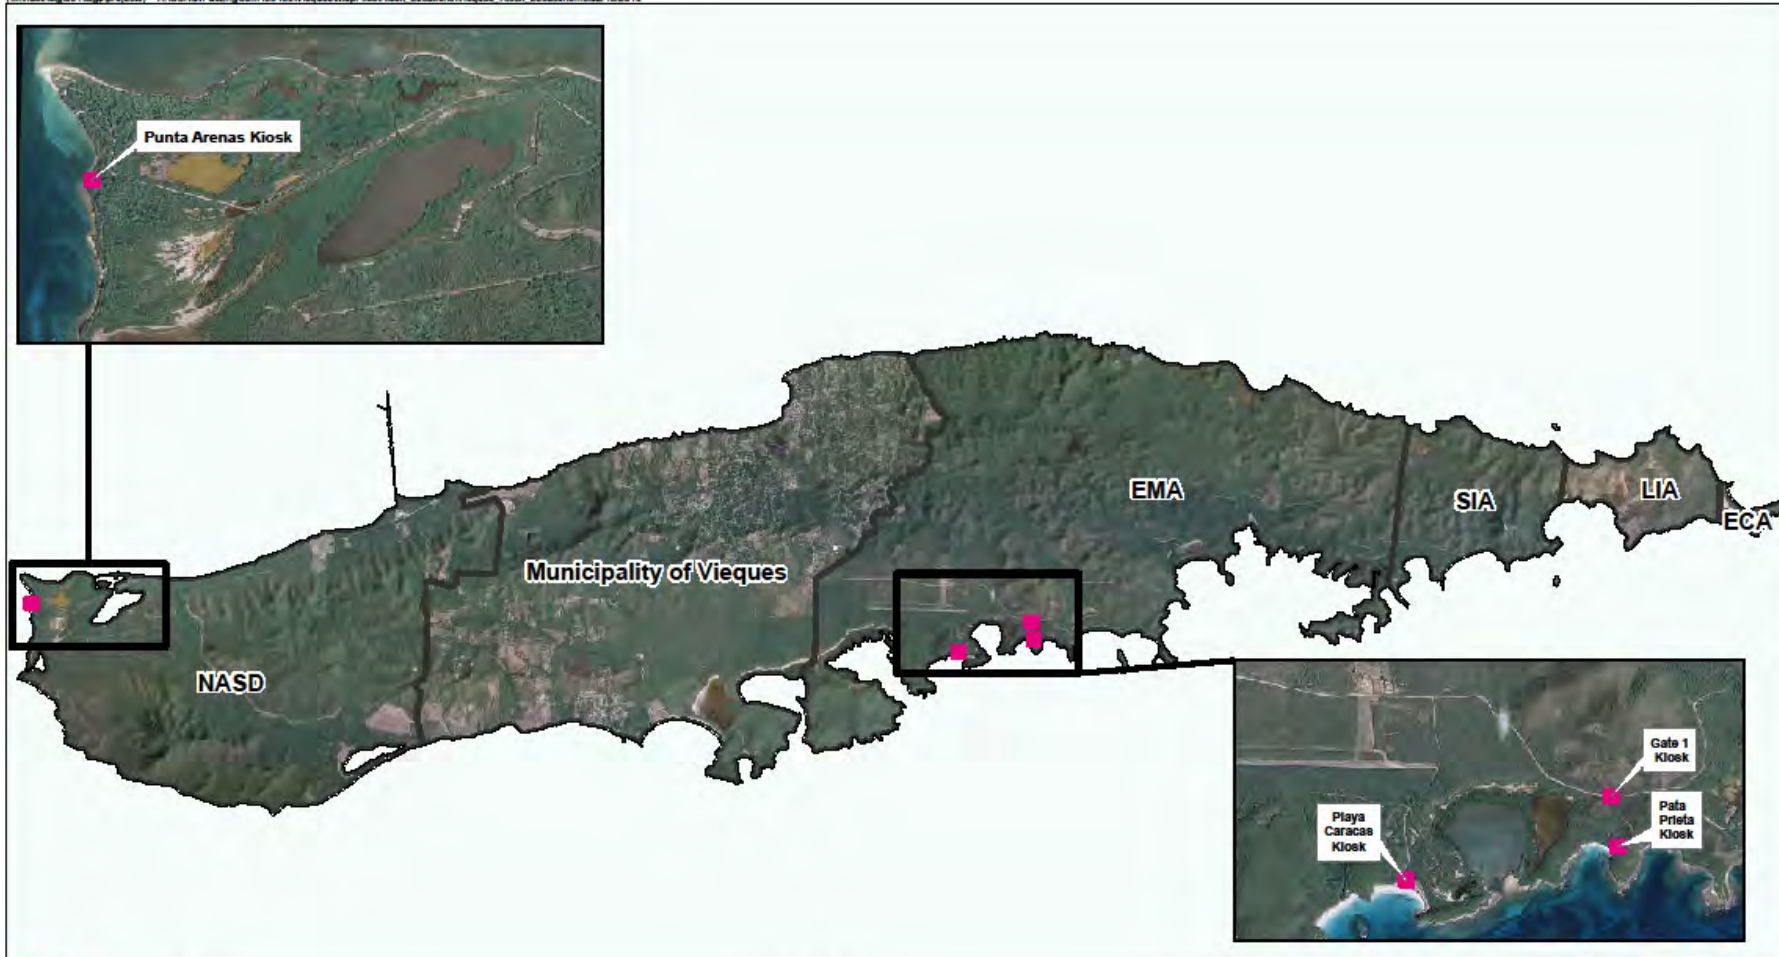 Punta Arenas Kiosk
EMA
SIA
LIA
ECA
Municipality of Vieques
NASD
Gate 1
Kiosk
Pata
Prieta
Kiosk
Playa
Caracas
Kiosk